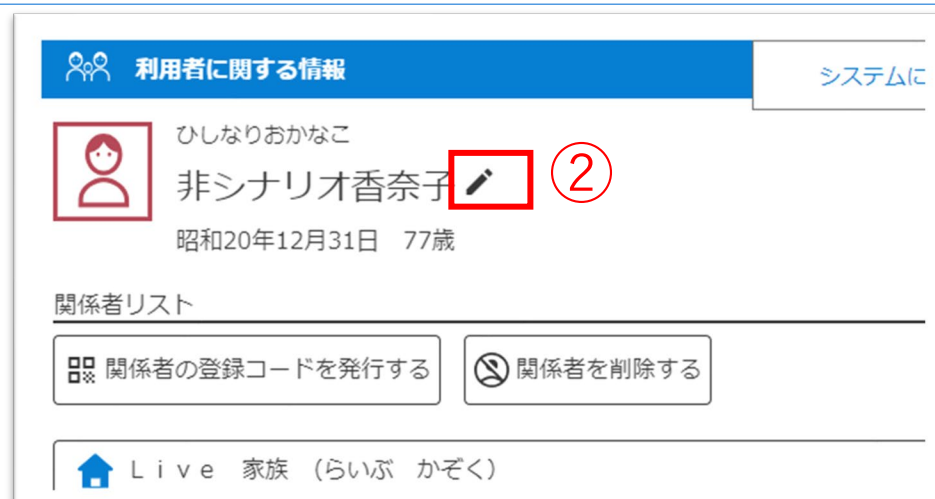 利用者に関する情報
システムに
ひしなりおかなこ
非シナリオ香奈子
②
昭和20年12月31日　77歳
関係者リスト
関係者の登録コードを発行する
関係者を削除する
Ｌｉｖｅ　家族　（らいぶ　かぞく）